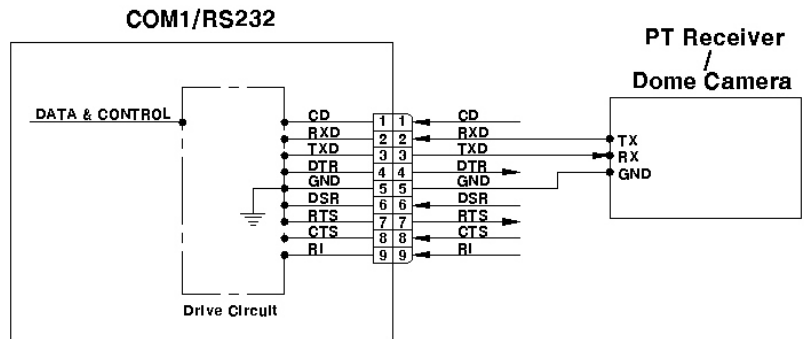 COM1/RS232
PT Receiver
/
Dome Camera
DATA & CONTROL
CD 1 1 CD
RXD 2 2 RXD TX
TXD 3 3 TXD RX
DTR 4 4 DTR GND
GND 5 5 GND
DSR 6 6 DSR
RTS 7 7 RTS
CTS 8 8 CTS
RI 9 9 RI
Drive Circuit